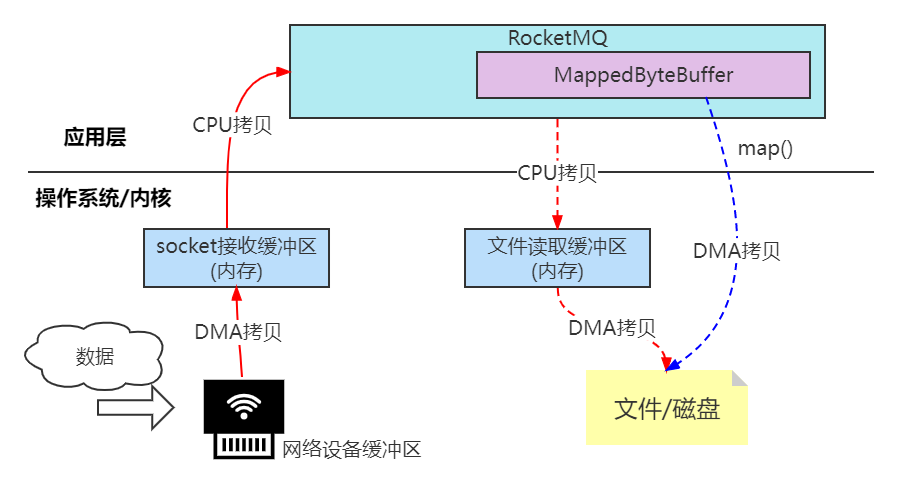 RocketMQ
MappedByteBuffer
CPU拷贝
应用层
map()
CPU拷贝
操作系统/内核
socket接收缓冲区
(内存)
文件读取缓冲区
(内存)
DMA拷贝
DMA拷贝
DMA拷贝
数据
文件/磁盘
网络设备缓冲区